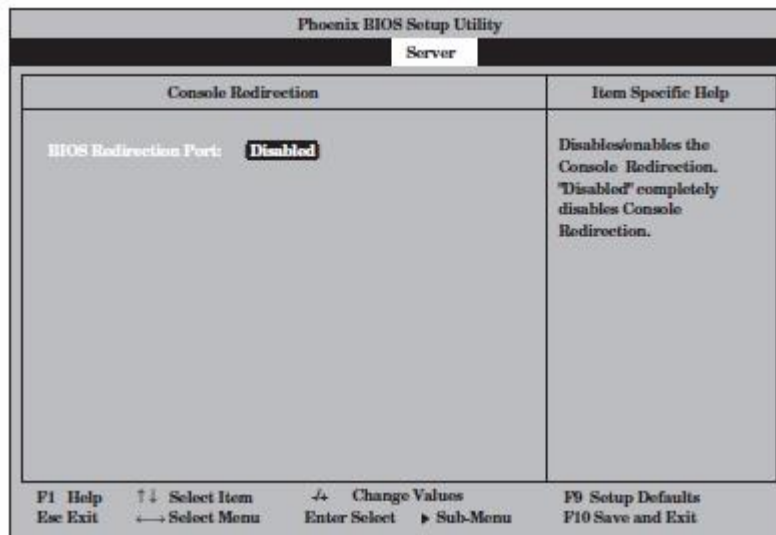 Phoenix BIOS Setup Utility
Server
Console Redirection
Item Specific Help
BIOS Redirection Port: [Disabled]
Disables/enables the
Console Redirection.
"Disabled" completely
disables Console
Redirection.
F1 Help ↑↓ Select Item -/+ Change Values F9 Setup Defaults
Esc Exit ←→ Select Menu Enter Select ▶ Sub-Menu F10 Save and Exit